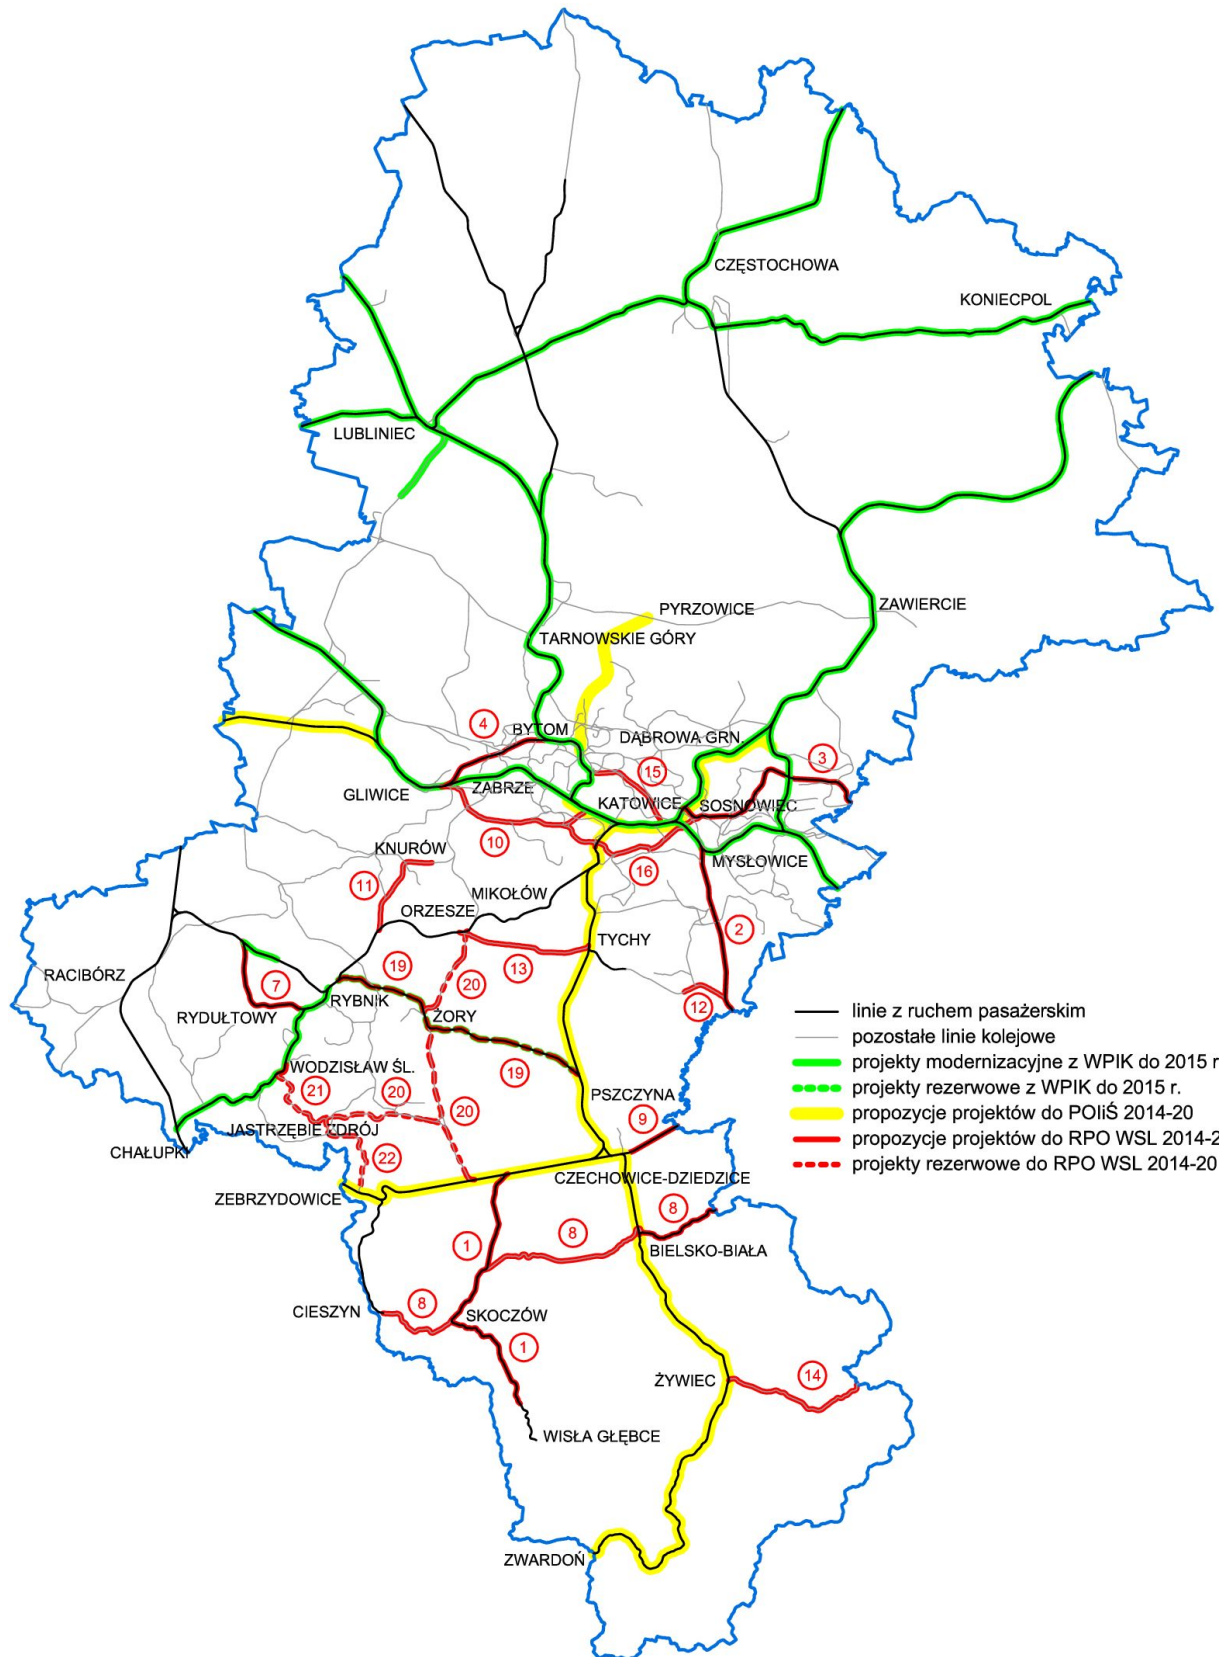 CZĘSTOCHOWA
KONIECPOL
LUBLINIEC
ZAWIERCIE
PYRZOWICE
TARNOWSKIE GÓRY
4
BYTOM
DĄBROWA GRN.
3
15
ZABRZE
GLIWICE
KATOWICE
SOSNOWIEC
10
KNURÓW
16
MYSŁOWICE
11
MIKOŁÓW
ORZESZE
2
TYCHY
RACIBÓRZ
7
19
20
13
12
RYBNIK
RYDUŁTOWY
ŻORY
linie z ruchem pasażerskim
pozostałe linie kolejowe
projekty modernizacyjne z WPIK do 2015 r
projekty rezerwowe z WPIK do 2015 r.
propozycje projektów do POIiŚ 2014-20
propozycje projektów do RPO WSL 2014-2
projekty rezerwowe do RPO WSL 2014-20
WODZISŁAW ŚL.
19
21
20
20
PSZCZYNA
9
JASTRZĘBIE ZDRÓJ
CHAŁUPKI
22
CZECHOWICE-DZIEDZICE
ZEBRZYDOWICE
8
1
8
BIELSKO-BIAŁA
CIESZYN
8
SKOCZÓW
1
ŻYWIEC
14
WISŁA GŁĘBCE
ZWARDOŃ